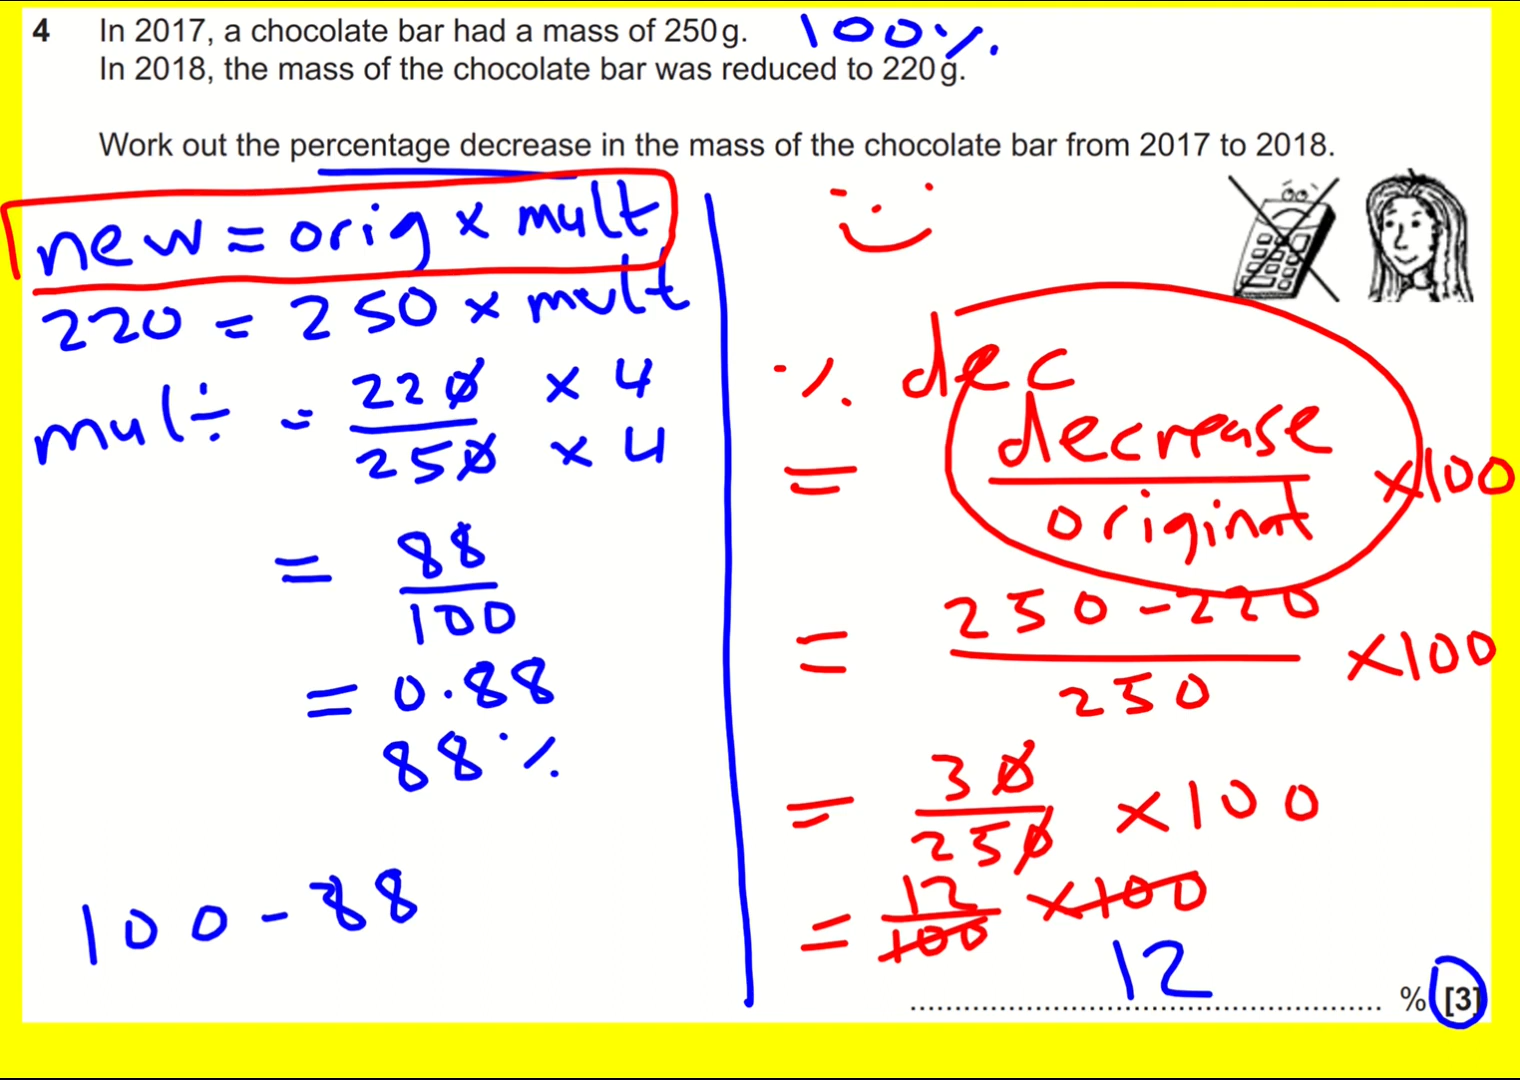 4 In 2017, a chocolate bar had a mass of 250 g. 100%
In 2018, the mass of the chocolate bar was reduced to 220 g.
Work out the percentage decrease in the mass of the chocolate bar from 2017 to 2018.
new = orig × mult
220 = 250 × mult
mult = 220 × 4
250 × 4
= 88
100
= 0.88
88%
100 - 88
% dec
= decrease × 100
original
= 250 - 220 × 100
250
= 30 × 100
250
= 12 × 100
100
12
% [3]